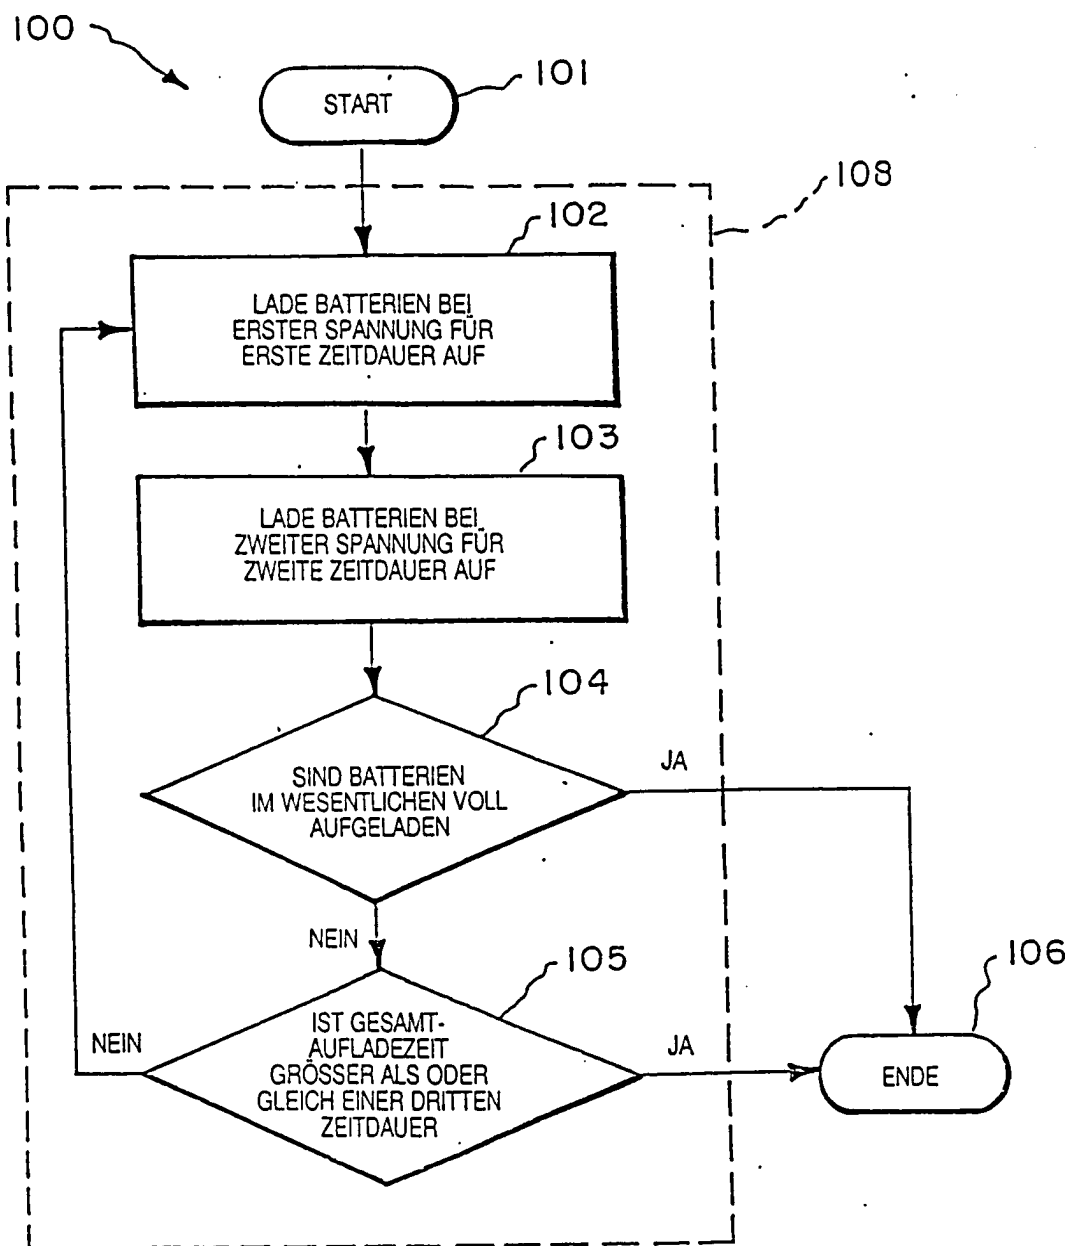 100
101
START
108
102
LADE BATTERIEN BEI
ERSTER SPANNUNG FÜR
ERSTE ZEITDAUER AUF
103
LADE BATTERIEN BEI
ZWEITER SPANNUNG FÜR
ZWEITE ZEITDAUER AUF
104
SIND BATTERIEN
IM WESENTLICHEN VOLL
AUFGELADEN
JA
NEIN
105
106
IST GESAMT-
AUFLADEZEIT
GRÖSSER ALS ODER
GLEICH EINER DRITTEN
ZEITDAUER
NEIN
JA
ENDE